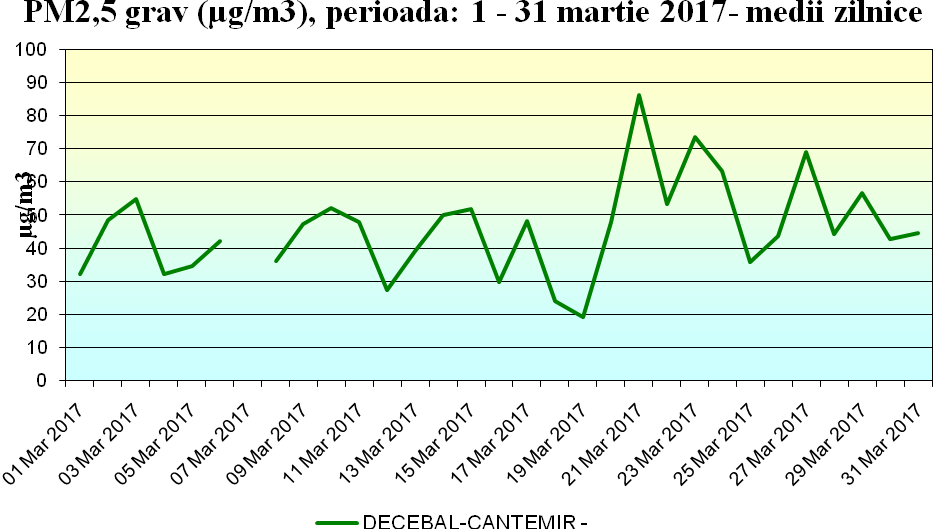 PM2,5 grav (µg/m3), perioada: 1 - 31 martie 2017- medii zilnice
100
90
80
70
60
50
40
30
20
10
0
µg/m3
01 Mar 2017
03 Mar 2017
05 Mar 2017
07 Mar 2017
09 Mar 2017
11 Mar 2017
13 Mar 2017
15 Mar 2017
17 Mar 2017
19 Mar 2017
21 Mar 2017
23 Mar 2017
25 Mar 2017
27 Mar 2017
29 Mar 2017
31 Mar 2017
DECEBAL-CANTEMIR -